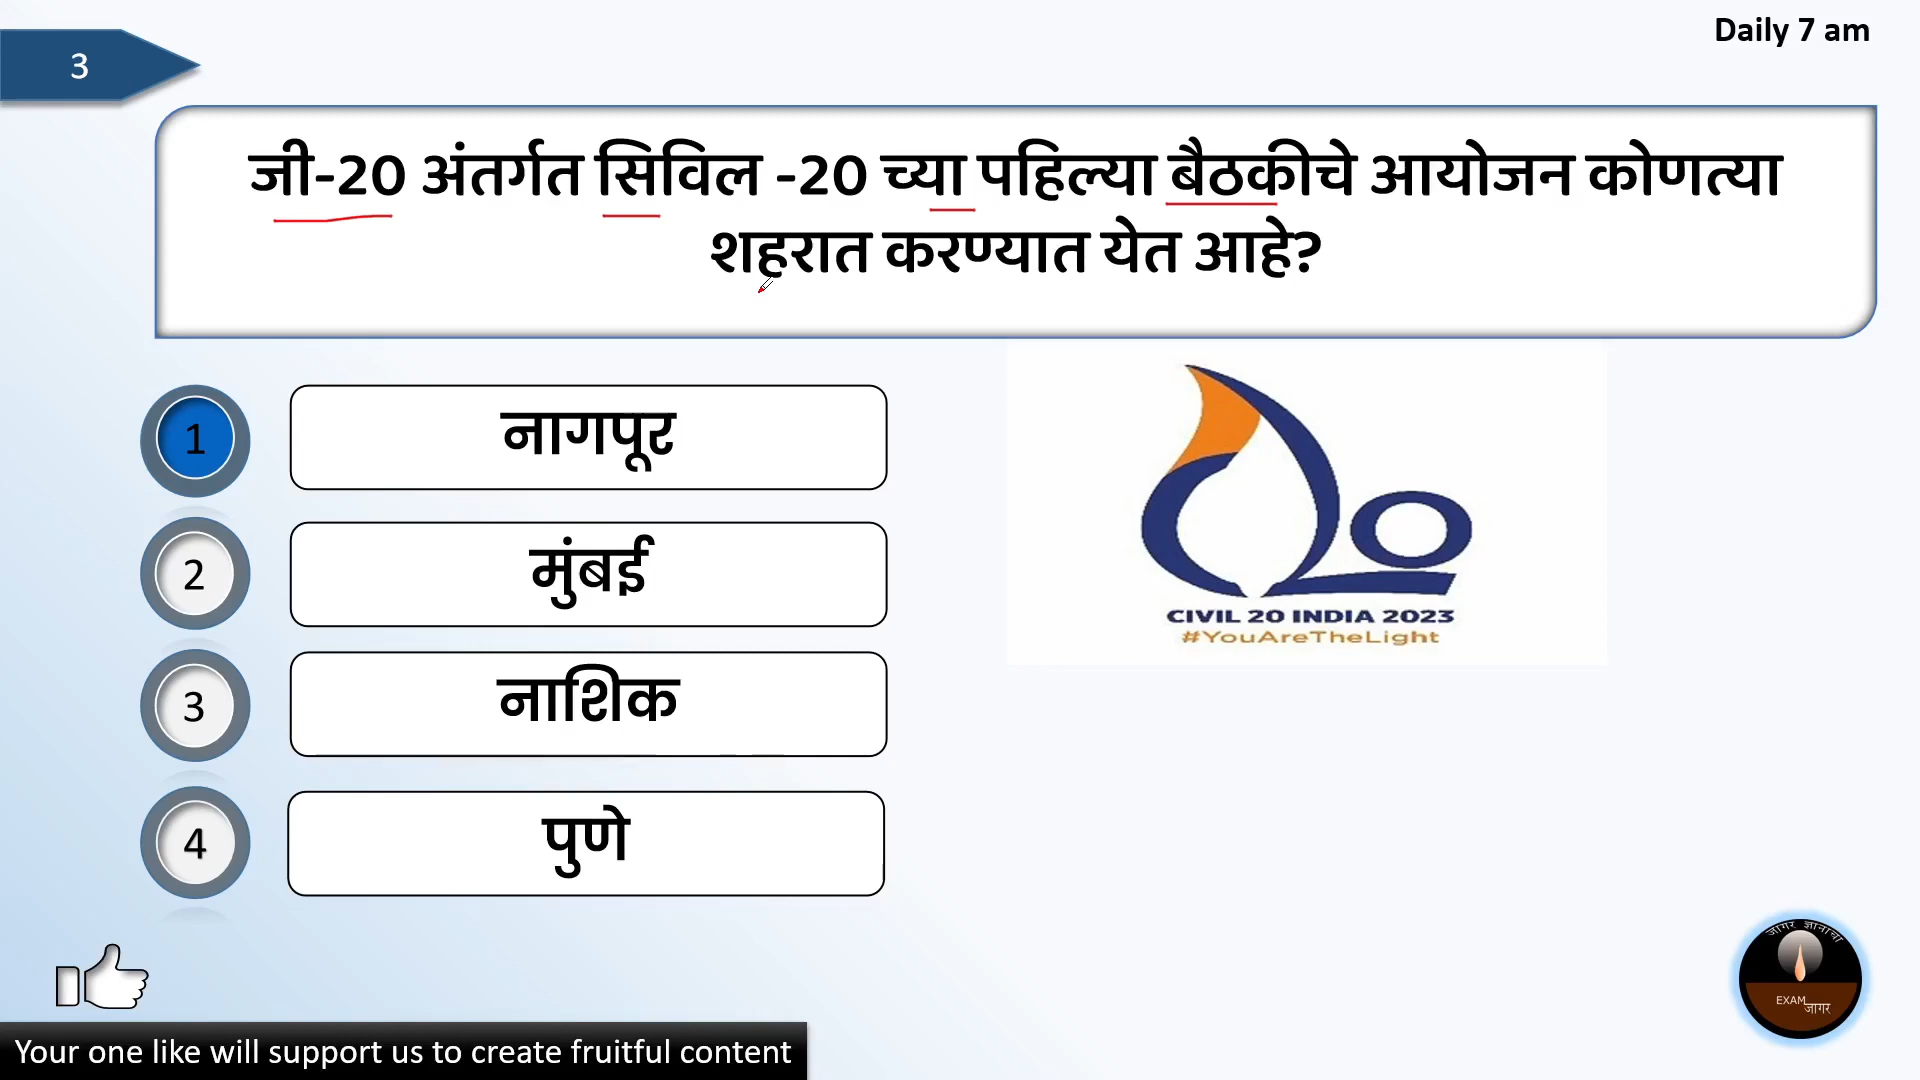 Daily 7 am
3
जी-20 अंतर्गत सिविल -20 च्या पहिल्या बैठकीचे आयोजन कोणत्या
शहरात करण्यात येत आहे?
1
नागपूर
2
मुंबई
3
नाशिक
4
पुणे
CIVIL 20 INDIA 2023
#YouAreTheLight
जागर ज्ञानाचा
EXAM
जागर
Your one like will support us to create fruitful content